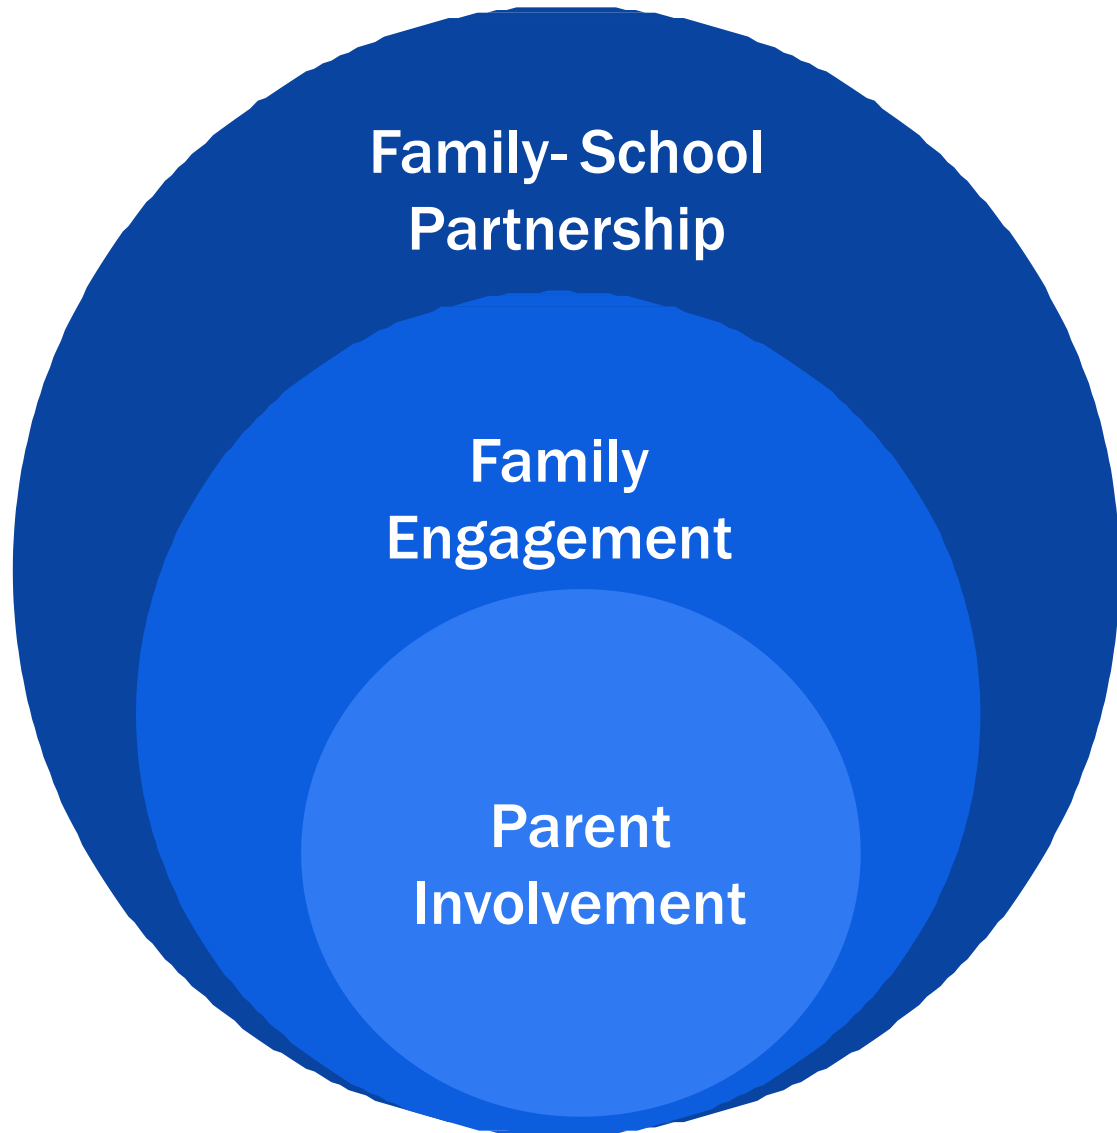 Family- School
Partnership
Family
Engagement
Parent
Involvement